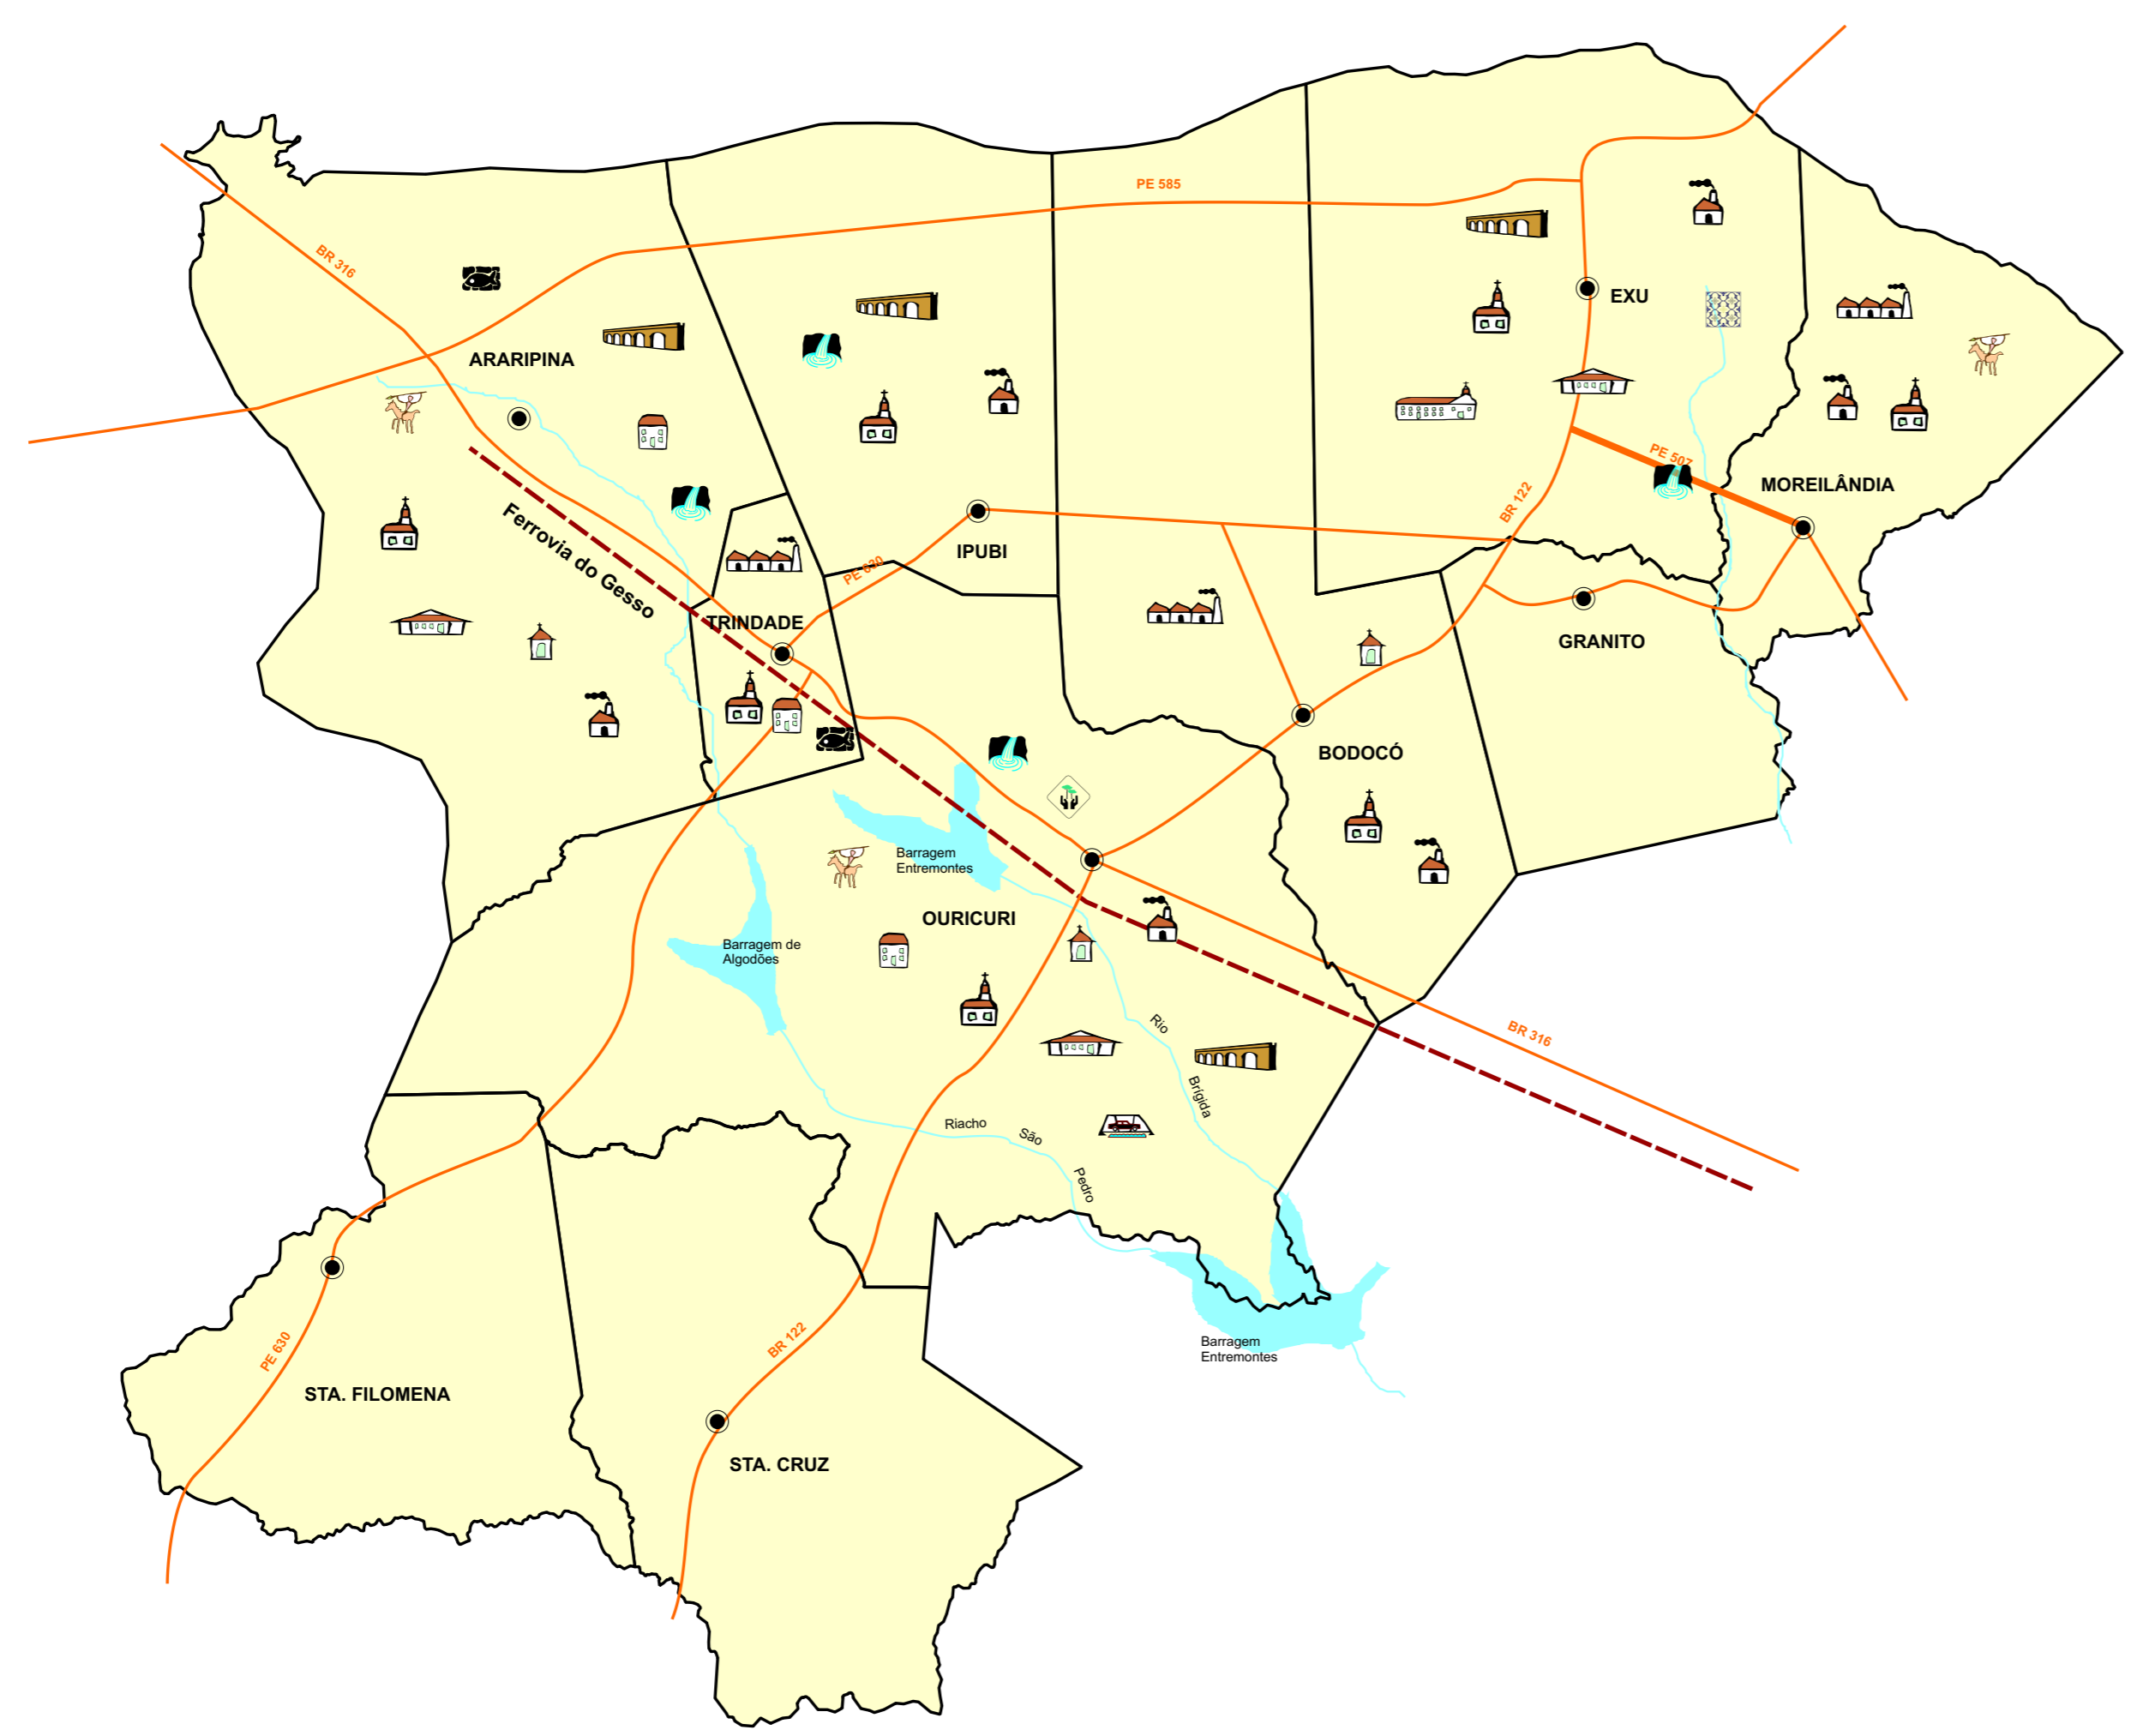 PE 585
BR 316
EXU
ARARIPINA
PE 507
MOREILÂNDIA
BR 122
Ferrovia do Gesso
IPUBI
PE 630
TRINDADE
GRANITO
BODOCÓ
Barragem
Entremontes
OURICURI
Barragem de
Algodões
Rio
Brígida
BR 316
Riacho
São
Pedro
Barragem
Entremontes
PE 630
BR 122
STA. FILOMENA
STA. CRUZ